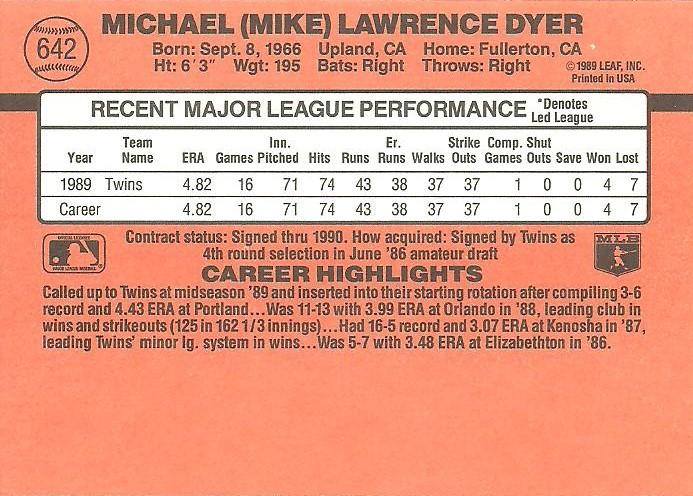 642
MICHAEL (MIKE) LAWRENCE DYER
Born: Sept. 8, 1966 Upland, CA Home: Fullerton, CA
Ht: 6'3" Wgt: 195 Bats: Right Throws: Right
©1989 LEAF, INC.
Printed in USA
RECENT MAJOR LEAGUE PERFORMANCE
*Denotes
Led League
Year Team Name ERA Games Inn. Pitched Hits Runs Er. Runs Walks Strike Outs Comp. Games Shut Outs Save Won Lost
1989 Twins 4.82 16 71 74 43 38 37 37 1 0 0 4 7
Career 4.82 16 71 74 43 38 37 37 1 0 0 4 7
Contract status: Signed thru 1990. How acquired: Signed by Twins as
4th round selection in June '86 amateur draft
MLB
CAREER HIGHLIGHTS
Called up to Twins at midseason '89 and inserted into their starting rotation after compiling 3-6
record and 4.43 ERA at Portland...Was 11-13 with 3.99 ERA at Orlando in '88, leading club in
wins and strikeouts (125 in 162 1/3 innings)...Had 16-5 record and 3.07 ERA at Kenosha in '87,
leading Twins' minor lg. system in wins...Was 5-7 with 3.48 ERA at Elizabethton in '86.